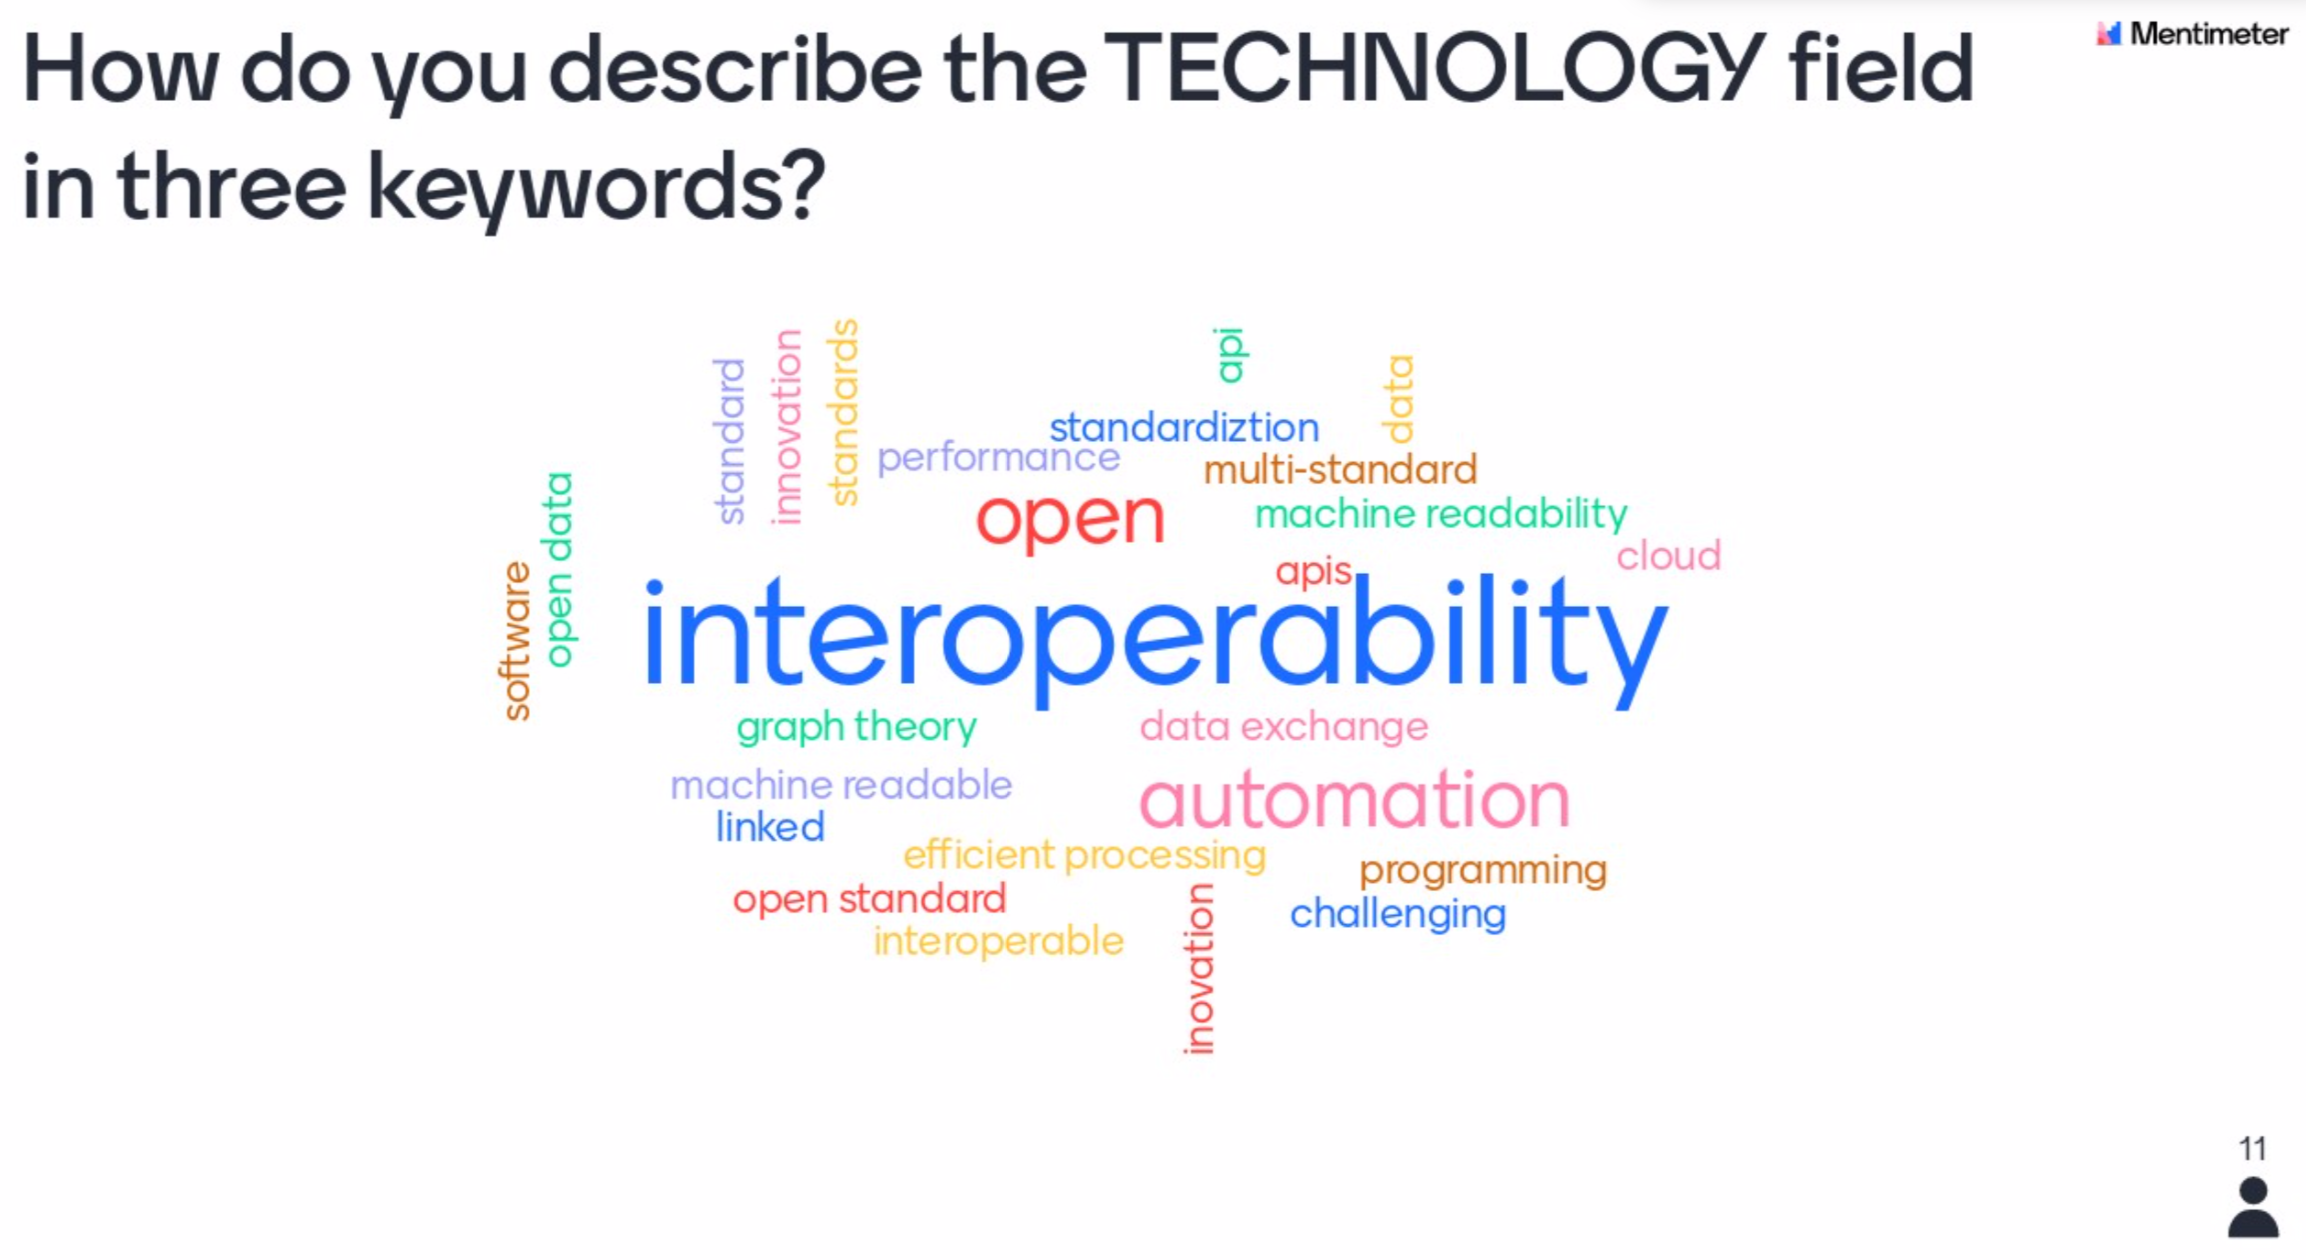 How do you describe the TECHNOLOGY field
in three keywords?
Mentimeter
standard
innovation
standards
api
data
standardiztion
performance
multi-standard
open
machine readability
cloud
apis
software
open data
interoperability
graph theory
data exchange
machine readable
automation
linked
efficient processing
programming
open standard
challenging
interoperable
inovation
11